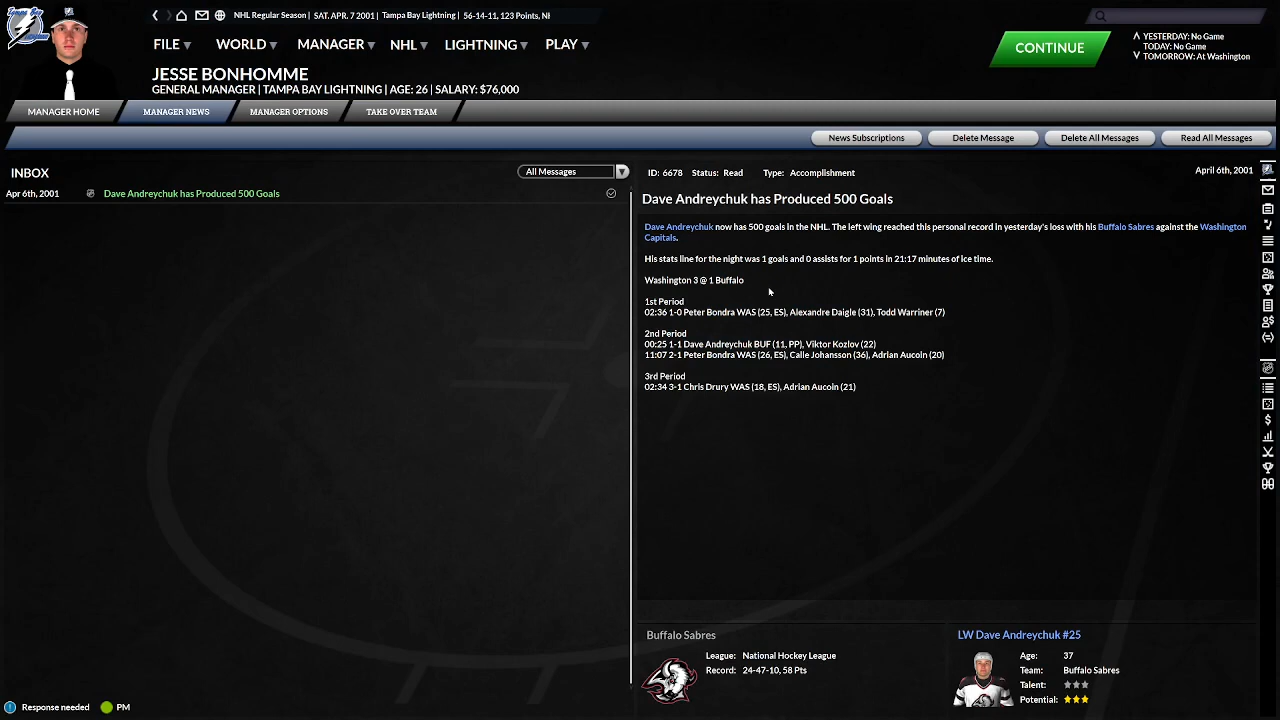 NHL Regular Season | SAT. APR. 7 2001 | Tampa Bay Lightning | 56-14-11, 123 Points, NH
FILE WORLD MANAGER NHL LIGHTNING PLAY
CONTINUE
YESTERDAY: No Game
TODAY: No Game
TOMORROW: At Washington
JESSE BONHOMME
GENERAL MANAGER | TAMPA BAY LIGHTNING | AGE: 26 | SALARY: $76,000
MANAGER HOME MANAGER NEWS MANAGER OPTIONS TAKE OVER TEAM
News Subscriptions Delete Message Delete All Messages Read All Messages
INBOX
All Messages
Apr 6th, 2001 Dave Andreychuk has Produced 500 Goals
ID: 6678 Status: Read Type: Accomplishment April 6th, 2001
Dave Andreychuk has Produced 500 Goals
Dave Andreychuk now has 500 goals in the NHL. The left wing reached this personal record in yesterday's loss with his Buffalo Sabres against the Washington
Capitals.
His stats line for the night was 1 goals and 0 assists for 1 points in 21:17 minutes of ice time.
Washington 3 @ 1 Buffalo
1st Period
02:36 1-0 Peter Bondra WAS (25, ES), Alexandre Daigle (31), Todd Warriner (7)
2nd Period
00:25 1-1 Dave Andreychuk BUF (11, PP), Viktor Kozlov (22)
11:07 2-1 Peter Bondra WAS (26, ES), Calle Johansson (36), Adrian Aucoin (20)
3rd Period
02:34 3-1 Chris Drury WAS (18, ES), Adrian Aucoin (21)
Buffalo Sabres
League: National Hockey League
Record: 24-47-10, 58 Pts
LW Dave Andreychuk #25
Age: 37
Team: Buffalo Sabres
Talent:
Potential:
Response needed PM